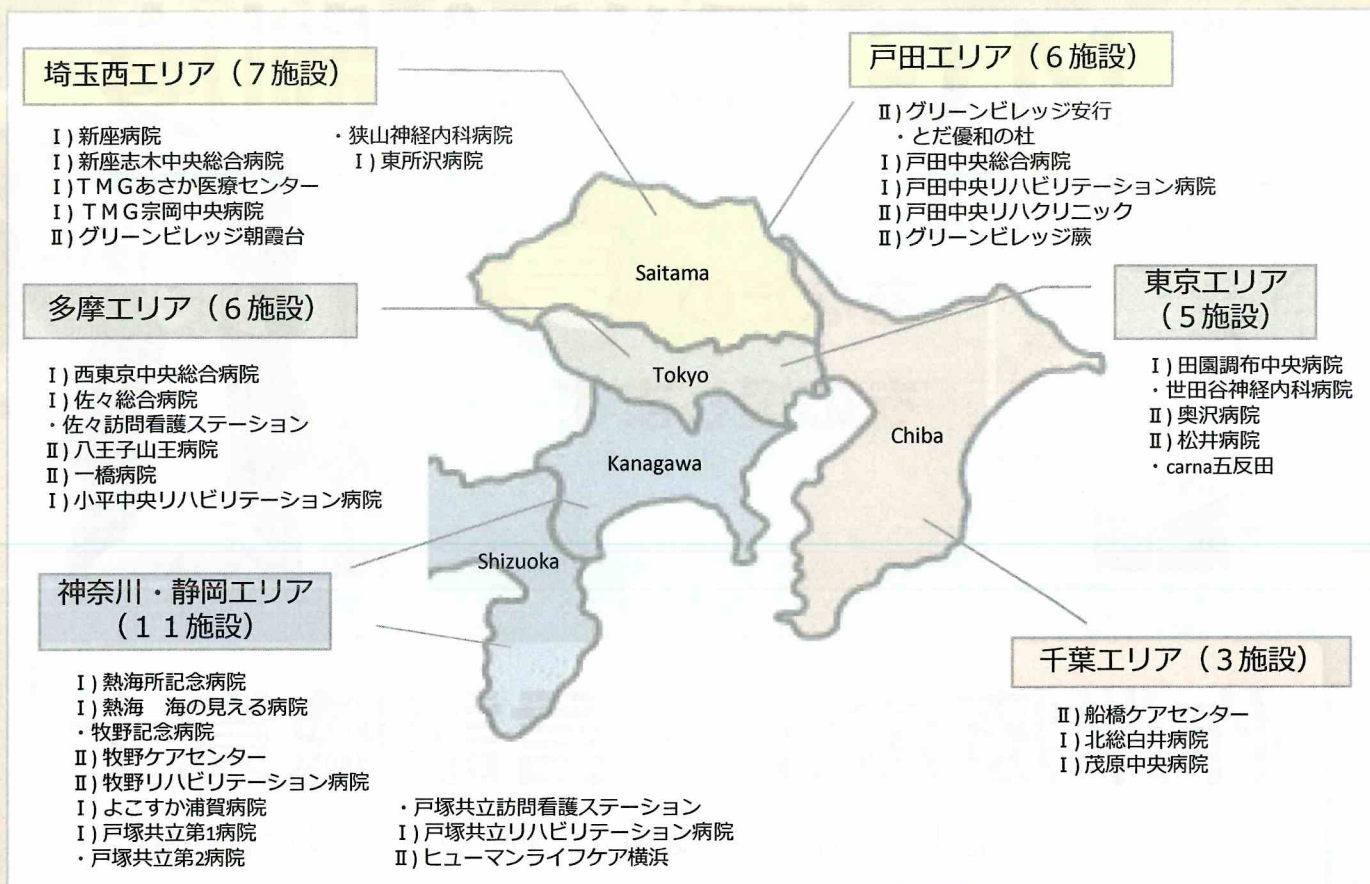 埼玉西エリア（７施設）
Ⅰ) 新座病院
Ⅰ) 新座志木中央総合病院
Ⅰ) ＴＭＧあさか医療センター
Ⅰ) ＴＭＧ宗岡中央病院
Ⅱ) グリーンビレッジ朝霞台
・狭山神経内科病院
Ⅰ) 東所沢病院
戸田エリア（６施設）
Ⅱ) グリーンビレッジ安行
・とだ優和の杜
Ⅰ) 戸田中央総合病院
Ⅰ) 戸田中央リハビリテーション病院
Ⅱ) 戸田中央リハクリニック
Ⅱ) グリーンビレッジ蕨
多摩エリア（６施設）
Ⅰ) 西東京中央総合病院
Ⅰ) 佐々総合病院
・佐々訪問看護ステーション
Ⅱ) 八王子山王病院
Ⅱ) 一橋病院
Ⅰ) 小平中央リハビリテーション病院
東京エリア
（５施設）
Ⅰ) 田園調布中央病院
・世田谷神経内科病院
Ⅱ) 奥沢病院
Ⅱ) 松井病院
・carna五反田
Saitama
Tokyo
Chiba
Kanagawa
Shizuoka
神奈川・静岡エリア
（１１施設）
Ⅰ) 熱海所記念病院
Ⅰ) 熱海　海の見える病院
・牧野記念病院
Ⅱ) 牧野ケアセンター
Ⅱ) 牧野リハビリテーション病院
Ⅰ) よこすか浦賀病院
Ⅰ) 戸塚共立第1病院
・戸塚共立第2病院
・戸塚共立訪問看護ステーション
Ⅰ) 戸塚共立リハビリテーション病院
Ⅱ) ヒューマンライフケア横浜
千葉エリア（３施設）
Ⅱ) 船橋ケアセンター
Ⅰ) 北総白井病院
Ⅰ) 茂原中央病院